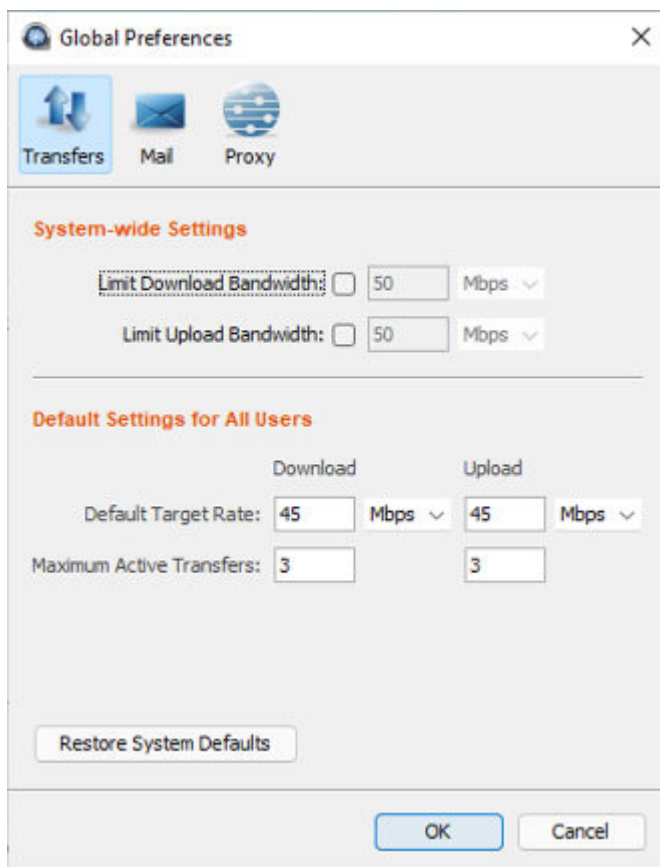 Global Preferences
Transfers Mail Proxy
System-wide Settings
Limit Download Bandwidth: 50 Mbps
Limit Upload Bandwidth: 50 Mbps
Default Settings for All Users
Download Upload
Default Target Rate: 45 Mbps 45 Mbps
Maximum Active Transfers: 3 3
Restore System Defaults
OK Cancel